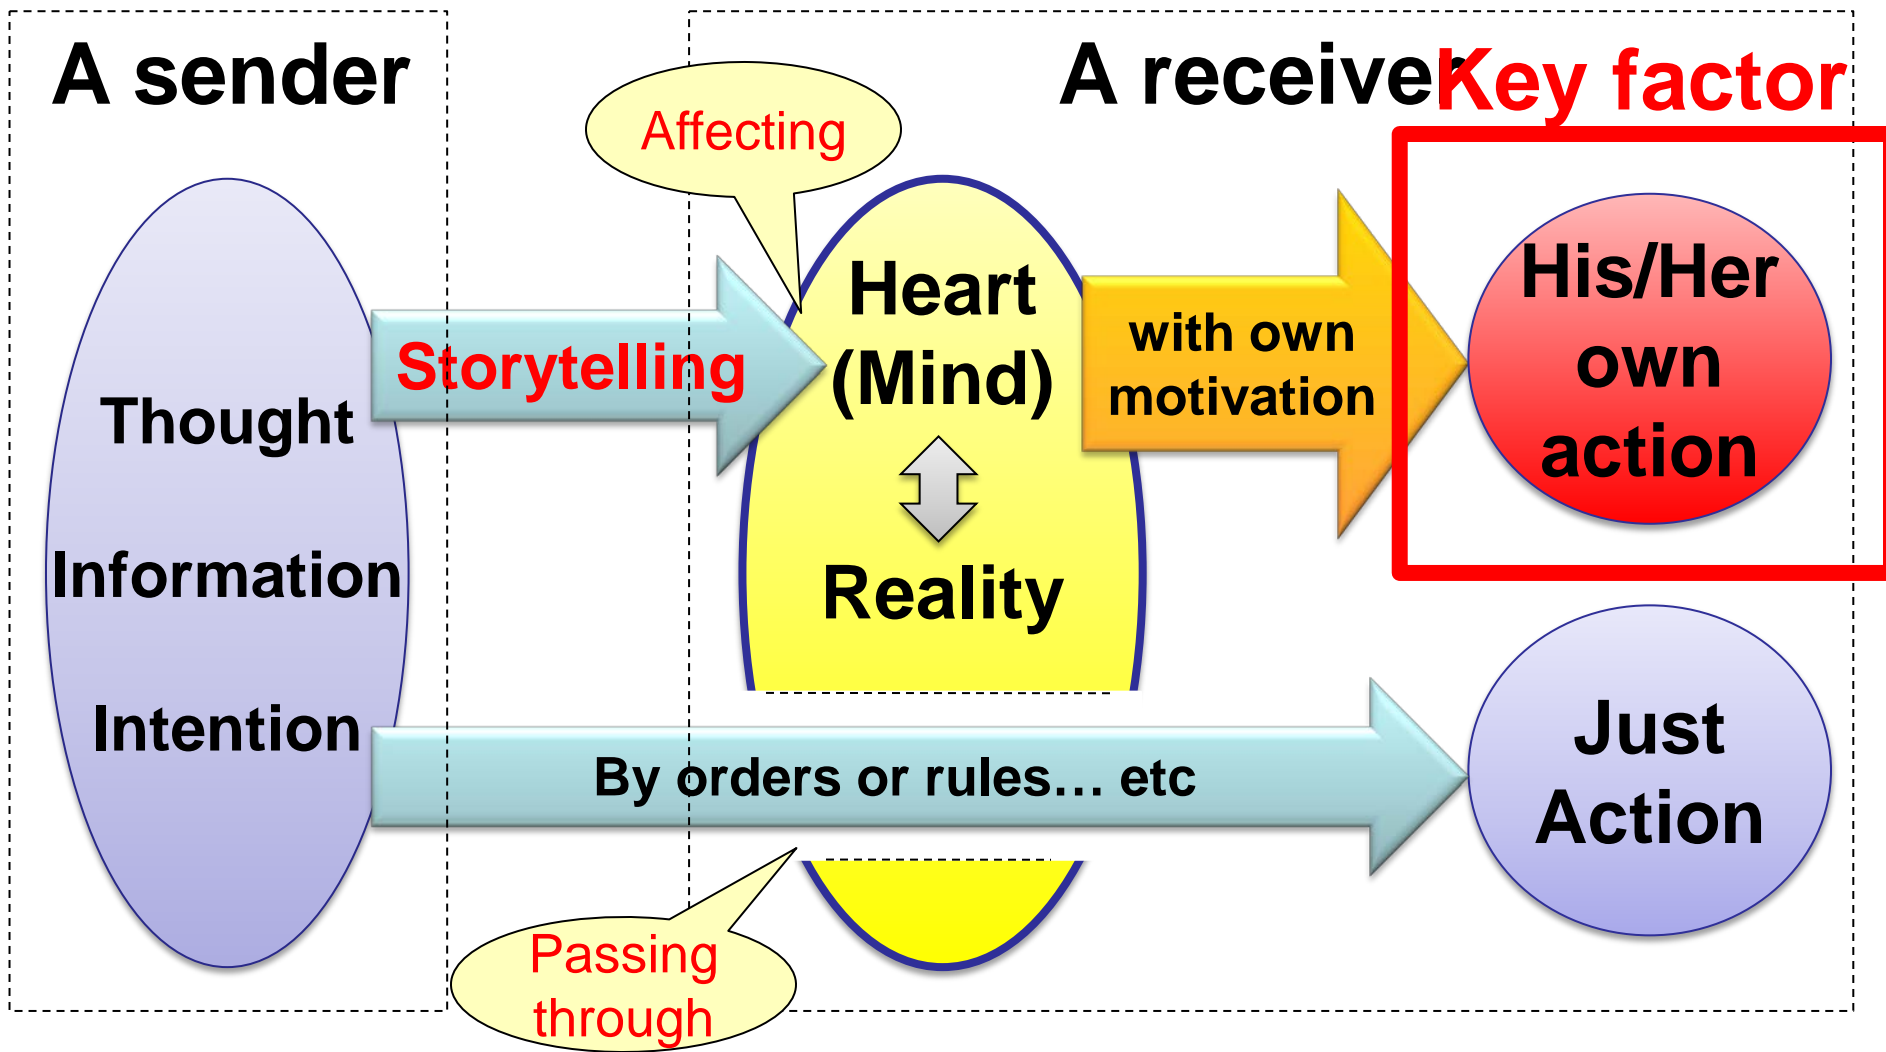 A sender
A receiver
Key factor
Affecting
Thought
Information
Intention
Storytelling
Heart
(Mind)
Reality
with own
motivation
His/Her
own
action
By orders or rules… etc
Just
Action
Passing
through